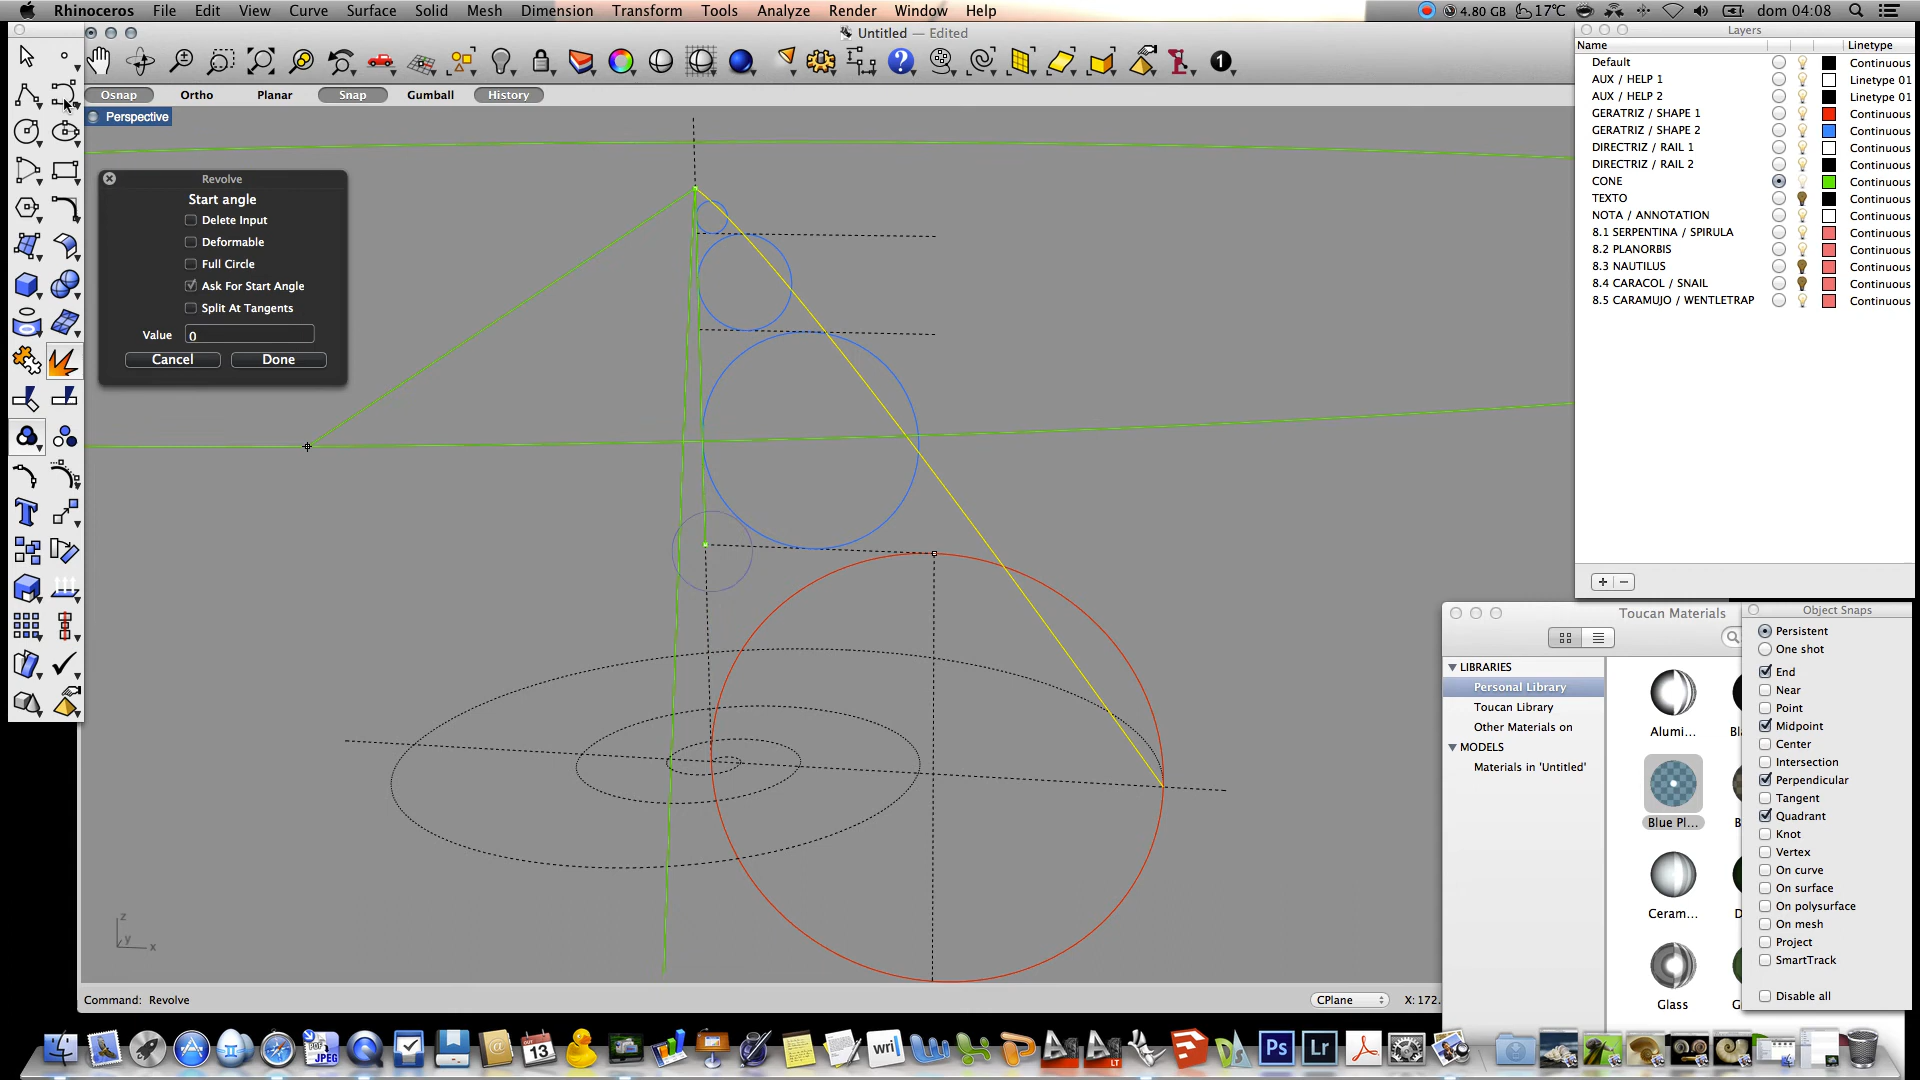 Rhinoceros File Edit View Curve Surface Solid Mesh Dimension Transform Tools Analyze Render Window Help 4.80 GB 17°C dom 04:08
Untitled — Edited
Osnap Ortho Planar Snap Gumball History
Perspective
Revolve
Start angle
Delete Input
Deformable
Full Circle
Ask For Start Angle
Split At Tangents
Value 0
Cancel Done
z
y
x
Command: Revolve
CPlane
X: 172.
Layers
Name Linetype
Default Continuous
AUX / HELP 1 Linetype 01
AUX / HELP 2 Linetype 01
GERATRIZ / SHAPE 1 Continuous
GERATRIZ / SHAPE 2 Continuous
DIRECTRIZ / RAIL 1 Continuous
DIRECTRIZ / RAIL 2 Continuous
CONE Continuous
TEXTO Continuous
NOTA / ANNOTATION Continuous
8.1 SERPENTINA / SPIRULA Continuous
8.2 PLANORBIS Continuous
8.3 NAUTILUS Continuous
8.4 CARACOL / SNAIL Continuous
8.5 CARAMUJO / WENTLETRAP Continuous
Toucan Materials
LIBRARIES
Personal Library
Toucan Library
Other Materials on
MODELS
Materials in 'Untitled'
Alumi...
Blue Pl...
Ceram...
Glass
Object Snaps
Persistent
One shot
End
Near
Point
Midpoint
Center
Intersection
Perpendicular
Tangent
Quadrant
Knot
Vertex
On curve
On surface
On polysurface
On mesh
Project
SmartTrack
Disable all
PDF
JPEG
OUT
13
wri
LT
Ps
Lr